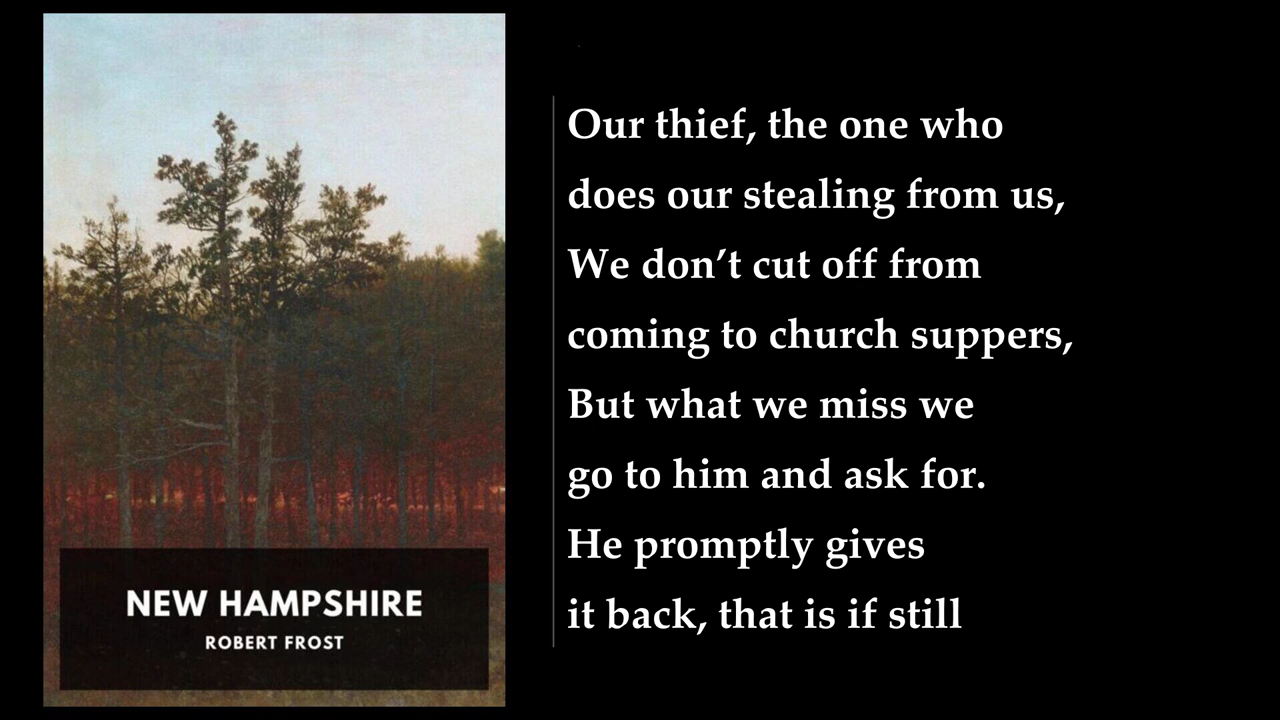 NEW HAMPSHIRE
ROBERT FROST
Our thief, the one who
does our stealing from us,
We don’t cut off from
coming to church suppers,
But what we miss we
go to him and ask for.
He promptly gives
it back, that is if still